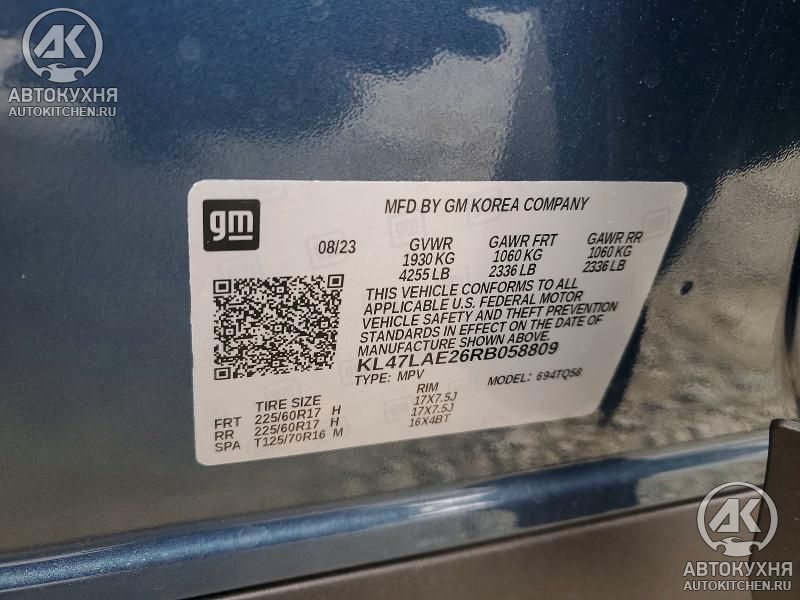 АК
АВТОКУХНЯ
AUTOKITCHEN.RU
gm
MFD BY GM KOREA COMPANY
08/23 GVWR GAWR FRT GAWR RR
1930 KG 1060 KG 1060 KG
4255 LB 2336 LB 2336 LB
THIS VEHICLE CONFORMS TO ALL
APPLICABLE U.S. FEDERAL MOTOR
VEHICLE SAFETY AND THEFT PREVENTION
STANDARDS IN EFFECT ON THE DATE OF
MANUFACTURE SHOWN ABOVE.
KL47LAE26RB058809
TYPE: MPV MODEL: 694TQ58
TIRE SIZE RIM
FRT 225/60R17 H 17X7.5J
RR 225/60R17 H 17X7.5J
SPA T125/70R16 M 16X4BT
АК
АВТОКУХНЯ
AUTOKITCHEN.RU